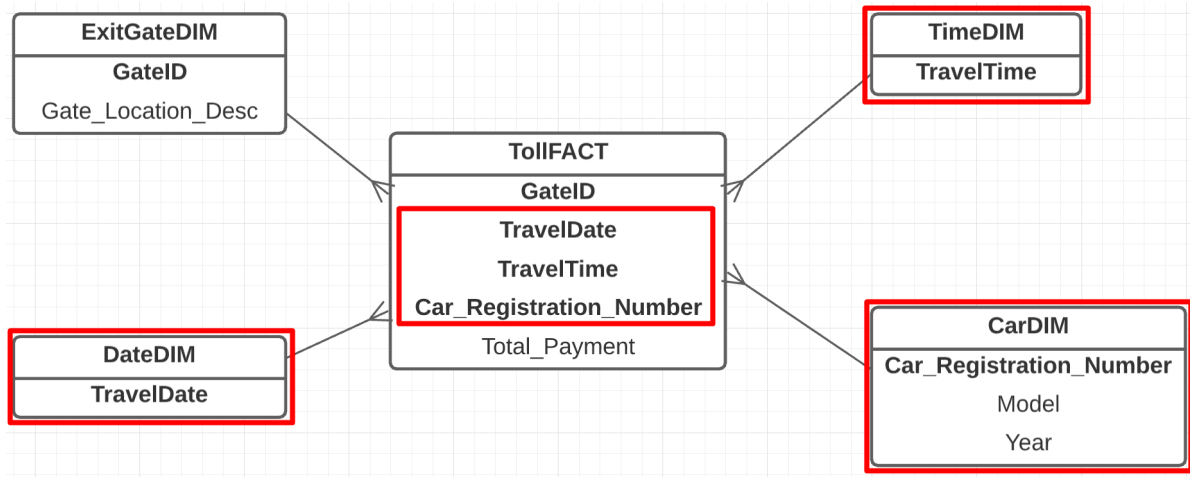 ExitGateDIM
GateID
Gate_Location_Desc
TimeDIM
TravelTime
TollFACT
GateID
TravelDate
TravelTime
Car_Registration_Number
Total_Payment
DateDIM
TravelDate
CarDIM
Car_Registration_Number
Model
Year